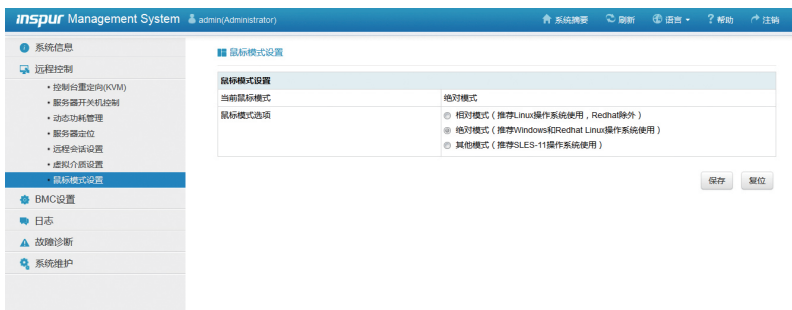 inspur Management System admin(Administrator) 系统摘要 刷新 语言 ? 帮助 注销
系统信息
远程控制
• 控制台重定向(KVM)
• 服务器开关机控制
• 动态功耗管理
• 服务器定位
• 远程会话设置
• 虚拟介质设置
• 鼠标模式设置
BMC设置
日志
故障诊断
系统维护
鼠标模式设置
鼠标模式设置
当前鼠标模式 绝对模式
鼠标模式选项 相对模式（推荐Linux操作系统使用，Redhat除外）
绝对模式（推荐Windows和Redhat Linux操作系统使用）
其他模式（推荐SLES-11操作系统使用）
保存 复位